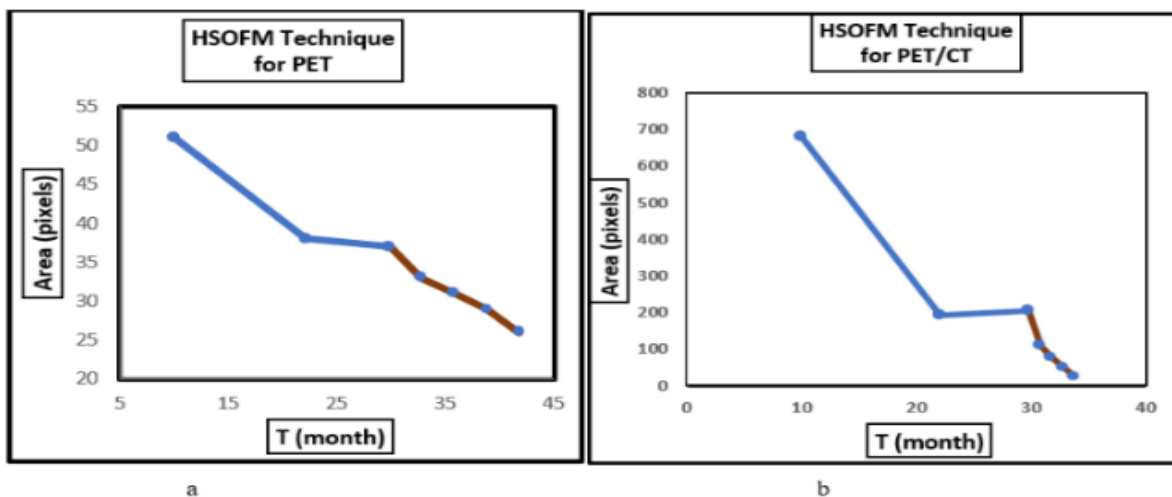 HSOFM Technique
for PET
55
50
45
40
35
30
25
20
5 15 25 35 45
Area (pixels)
T (month)
a
HSOFM Technique
for PET/CT
800
700
600
500
400
300
200
100
0
0 10 20 30 40
Area (pixels)
T (month)
b